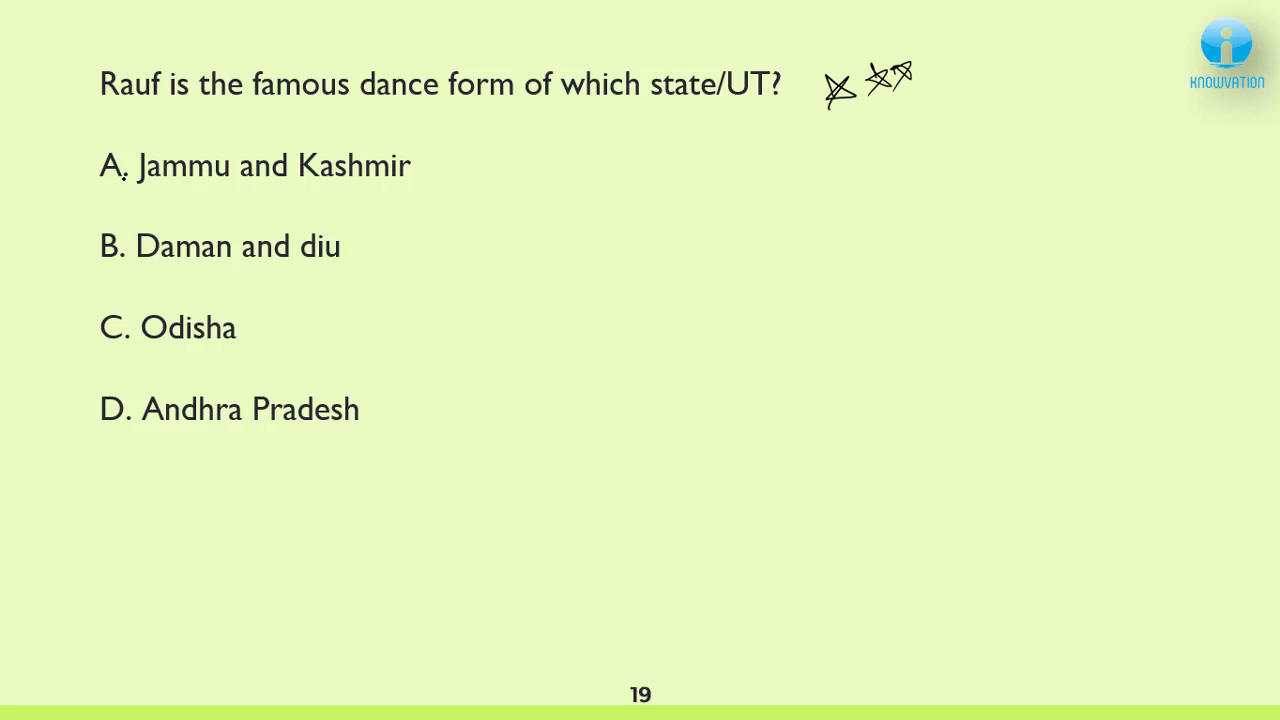 Rauf is the famous dance form of which state/UT?
KNOWVATION
A. Jammu and Kashmir
B. Daman and diu
C. Odisha
D. Andhra Pradesh
19